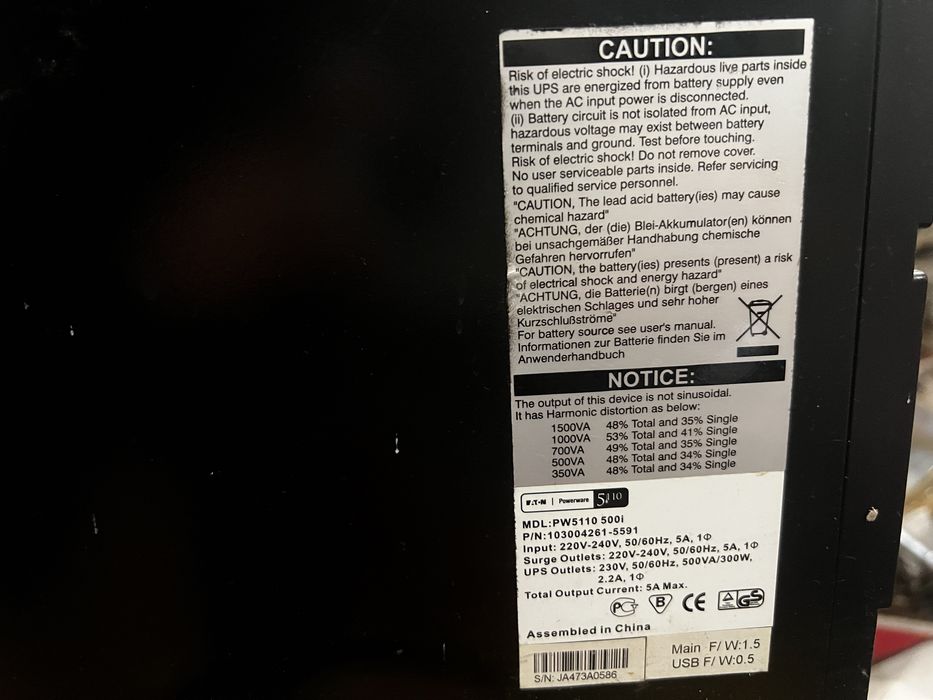 CAUTION:
Risk of electric shock! (i) Hazardous live parts inside
this UPS are energized from battery supply even
when the AC input power is disconnected.
(ii) Battery circuit is not isolated from AC input,
hazardous voltage may exist between battery
terminals and ground. Test before touching.
Risk of electric shock! Do not remove cover.
No user serviceable parts inside. Refer servicing
to qualified service personnel.
"CAUTION, The lead acid battery(ies) may cause
chemical hazard"
"ACHTUNG, der (die) Blei-Akkumulator(en) können
bei unsachgemäßer Handhabung chemische
Gefahren hervorrufen"
"CAUTION, the battery(ies) presents (present) a risk
of electrical shock and energy hazard"
"ACHTUNG, die Batterie(n) birgt (bergen) eines
elektrischen Schlages und sehr hoher
Kurzschlußströme"
For battery source see user's manual.
Informationen zur Batterie finden Sie im
Anwenderhandbuch
NOTICE:
The output of this device is not sinusoidal.
It has Harmonic distortion as below:
1500VA 48% Total and 35% Single
1000VA 53% Total and 41% Single
700VA 49% Total and 35% Single
500VA 48% Total and 34% Single
350VA 48% Total and 34% Single
EATON | Powerware 5110
MDL:PW5110 500i
P/N:103004261-5591
Input: 220V-240V, 50/60Hz, 5A, 1Φ
Surge Outlets: 220V-240V, 50/60Hz, 5A, 1Φ
UPS Outlets: 230V, 50/60Hz, 500VA/300W,
2.2A, 1Φ
Total Output Current: 5A Max.
PC B CE GS
Assembled in China
S/N: JA473A0586
Main F/ W:1.5
USB F/ W:0.5